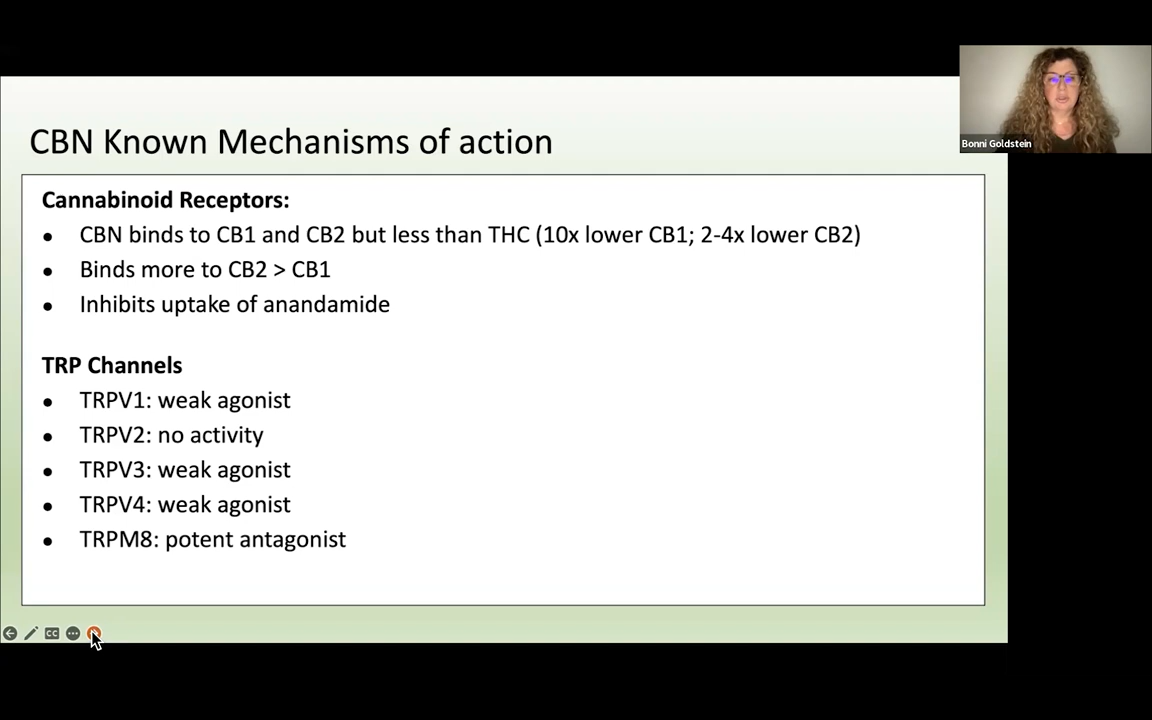 Bonni Goldstein
CBN Known Mechanisms of action
Cannabinoid Receptors:
• CBN binds to CB1 and CB2 but less than THC (10x lower CB1; 2-4x lower CB2)
• Binds more to CB2 > CB1
• Inhibits uptake of anandamide
TRP Channels
• TRPV1: weak agonist
• TRPV2: no activity
• TRPV3: weak agonist
• TRPV4: weak agonist
• TRPM8: potent antagonist
CC